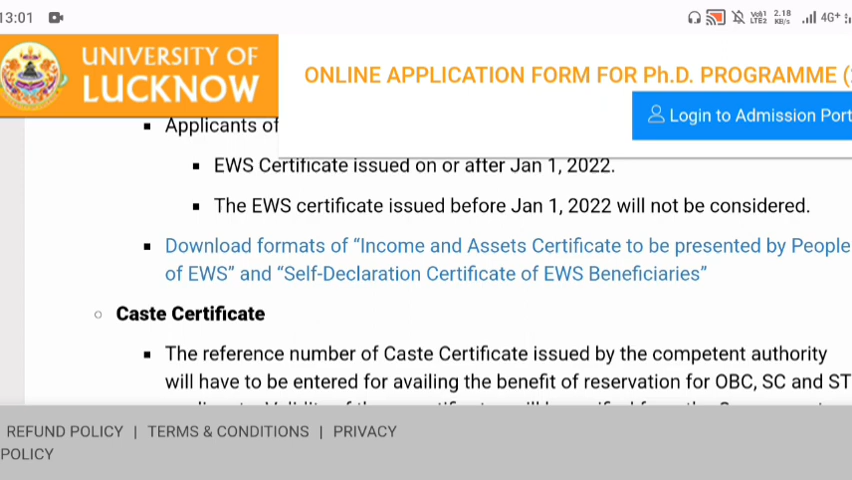 13:01
2.18 KB/s 4G+
UNIVERSITY OF
LUCKNOW
ONLINE APPLICATION FORM FOR Ph.D. PROGRAMME (
Login to Admission Port
Applicants of
EWS Certificate issued on or after Jan 1, 2022.
The EWS certificate issued before Jan 1, 2022 will not be considered.
Download formats of “Income and Assets Certificate to be presented by People
of EWS” and “Self-Declaration Certificate of EWS Beneficiaries”
Caste Certificate
The reference number of Caste Certificate issued by the competent authority
will have to be entered for availing the benefit of reservation for OBC, SC and ST
REFUND POLICY | TERMS & CONDITIONS | PRIVACY
POLICY